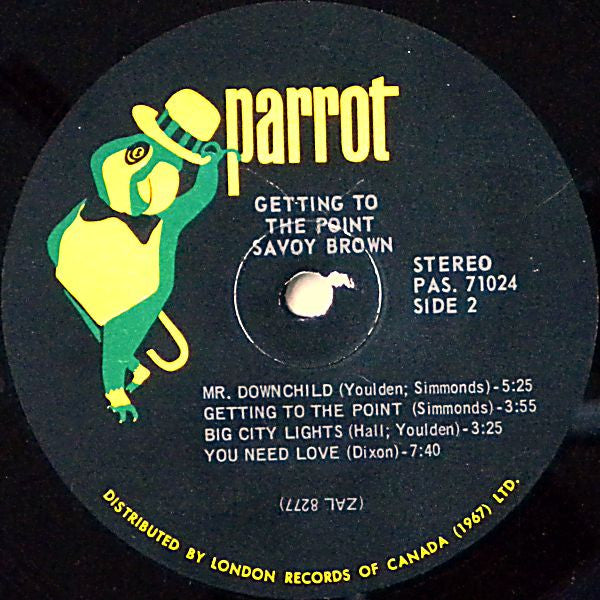 parrot
GETTING TO
THE POINT
SAVOY BROWN
STEREO
PAS. 71024
SIDE 2
MR. DOWNCHILD (Youlden; Simmonds)-5:25
GETTING TO THE POINT (Simmonds)-3:55
BIG CITY LIGHTS (Hall; Youlden)-3:25
YOU NEED LOVE (Dixon)-7:40
(ZAL 8277)
DISTRIBUTED BY LONDON RECORDS OF CANADA (1967) LTD.